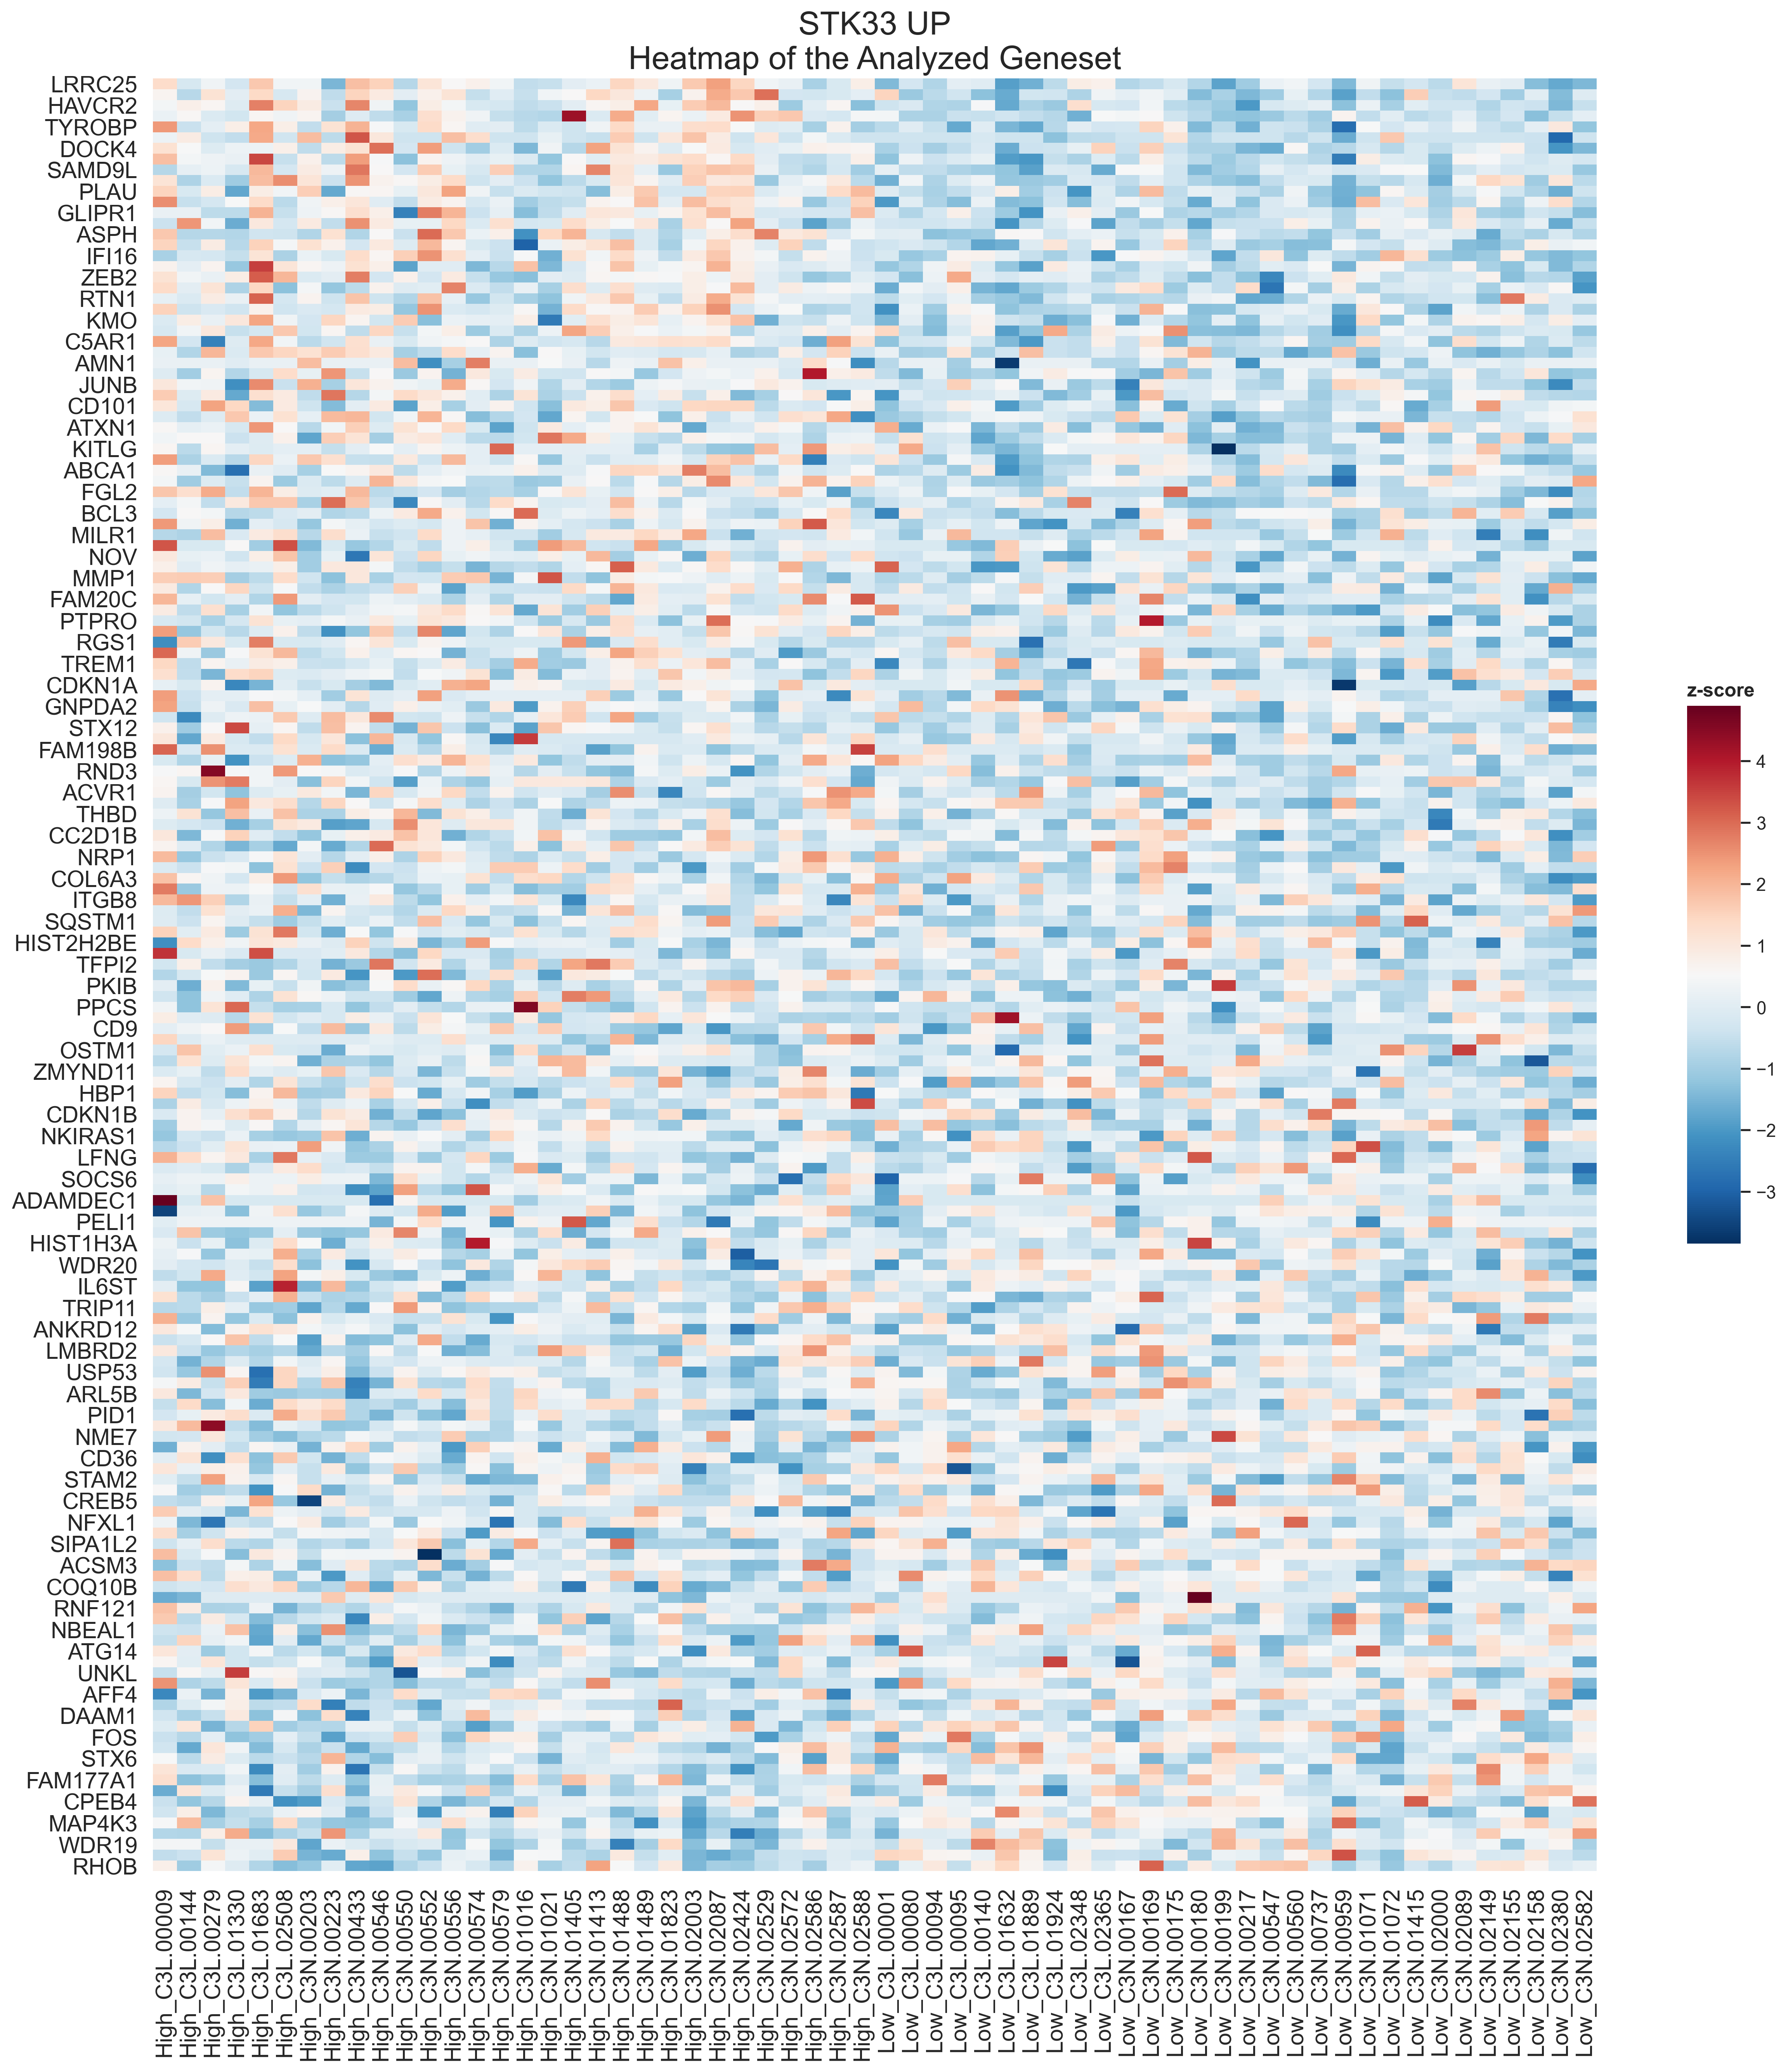 STK33 UP
Heatmap of the Analyzed Geneset
LRRC25
HAVCR2
TYROBP
DOCK4
SAMD9L
PLAU
GLIPR1
ASPH
IFI16
ZEB2
RTN1
KMO
C5AR1
AMN1
JUNB
CD101
ATXN1
KITLG
ABCA1
FGL2
BCL3
MILR1
NOV
MMP1
FAM20C
PTPRO
RGS1
TREM1
CDKN1A
GNPDA2
STX12
FAM198B
RND3
ACVR1
THBD
CC2D1B
NRP1
COL6A3
ITGB8
SQSTM1
HIST2H2BE
TFPI2
PKIB
PPCS
CD9
OSTM1
ZMYND11
HBP1
CDKN1B
NKIRAS1
LFNG
SOCS6
ADAMDEC1
PELI1
HIST1H3A
WDR20
IL6ST
TRIP11
ANKRD12
LMBRD2
USP53
ARL5B
PID1
NME7
CD36
STAM2
CREB5
NFXL1
SIPA1L2
ACSM3
COQ10B
RNF121
NBEAL1
ATG14
UNKL
AFF4
DAAM1
FOS
STX6
FAM177A1
CPEB4
MAP4K3
WDR19
RHOB
High_C3L.00009
High_C3L.00144
High_C3L.00279
High_C3L.01330
High_C3L.01683
High_C3L.02508
High_C3N.00203
High_C3N.00223
High_C3N.00433
High_C3N.00546
High_C3N.00550
High_C3N.00552
High_C3N.00556
High_C3N.00574
High_C3N.00579
High_C3N.01016
High_C3N.01021
High_C3N.01405
High_C3N.01413
High_C3N.01488
High_C3N.01489
High_C3N.01823
High_C3N.02003
High_C3N.02087
High_C3N.02424
High_C3N.02529
High_C3N.02572
High_C3N.02586
High_C3N.02587
High_C3N.02588
Low_C3L.00001
Low_C3L.00080
Low_C3L.00094
Low_C3L.00095
Low_C3L.00140
Low_C3L.01632
Low_C3L.01889
Low_C3L.01924
Low_C3L.02348
Low_C3L.02365
Low_C3N.00167
Low_C3N.00169
Low_C3N.00175
Low_C3N.00180
Low_C3N.00199
Low_C3N.00217
Low_C3N.00547
Low_C3N.00560
Low_C3N.00737
Low_C3N.00959
Low_C3N.01071
Low_C3N.01072
Low_C3N.01415
Low_C3N.02000
Low_C3N.02089
Low_C3N.02149
Low_C3N.02155
Low_C3N.02158
Low_C3N.02380
Low_C3N.02582
z-score
4
3
2
1
0
−1
−2
−3